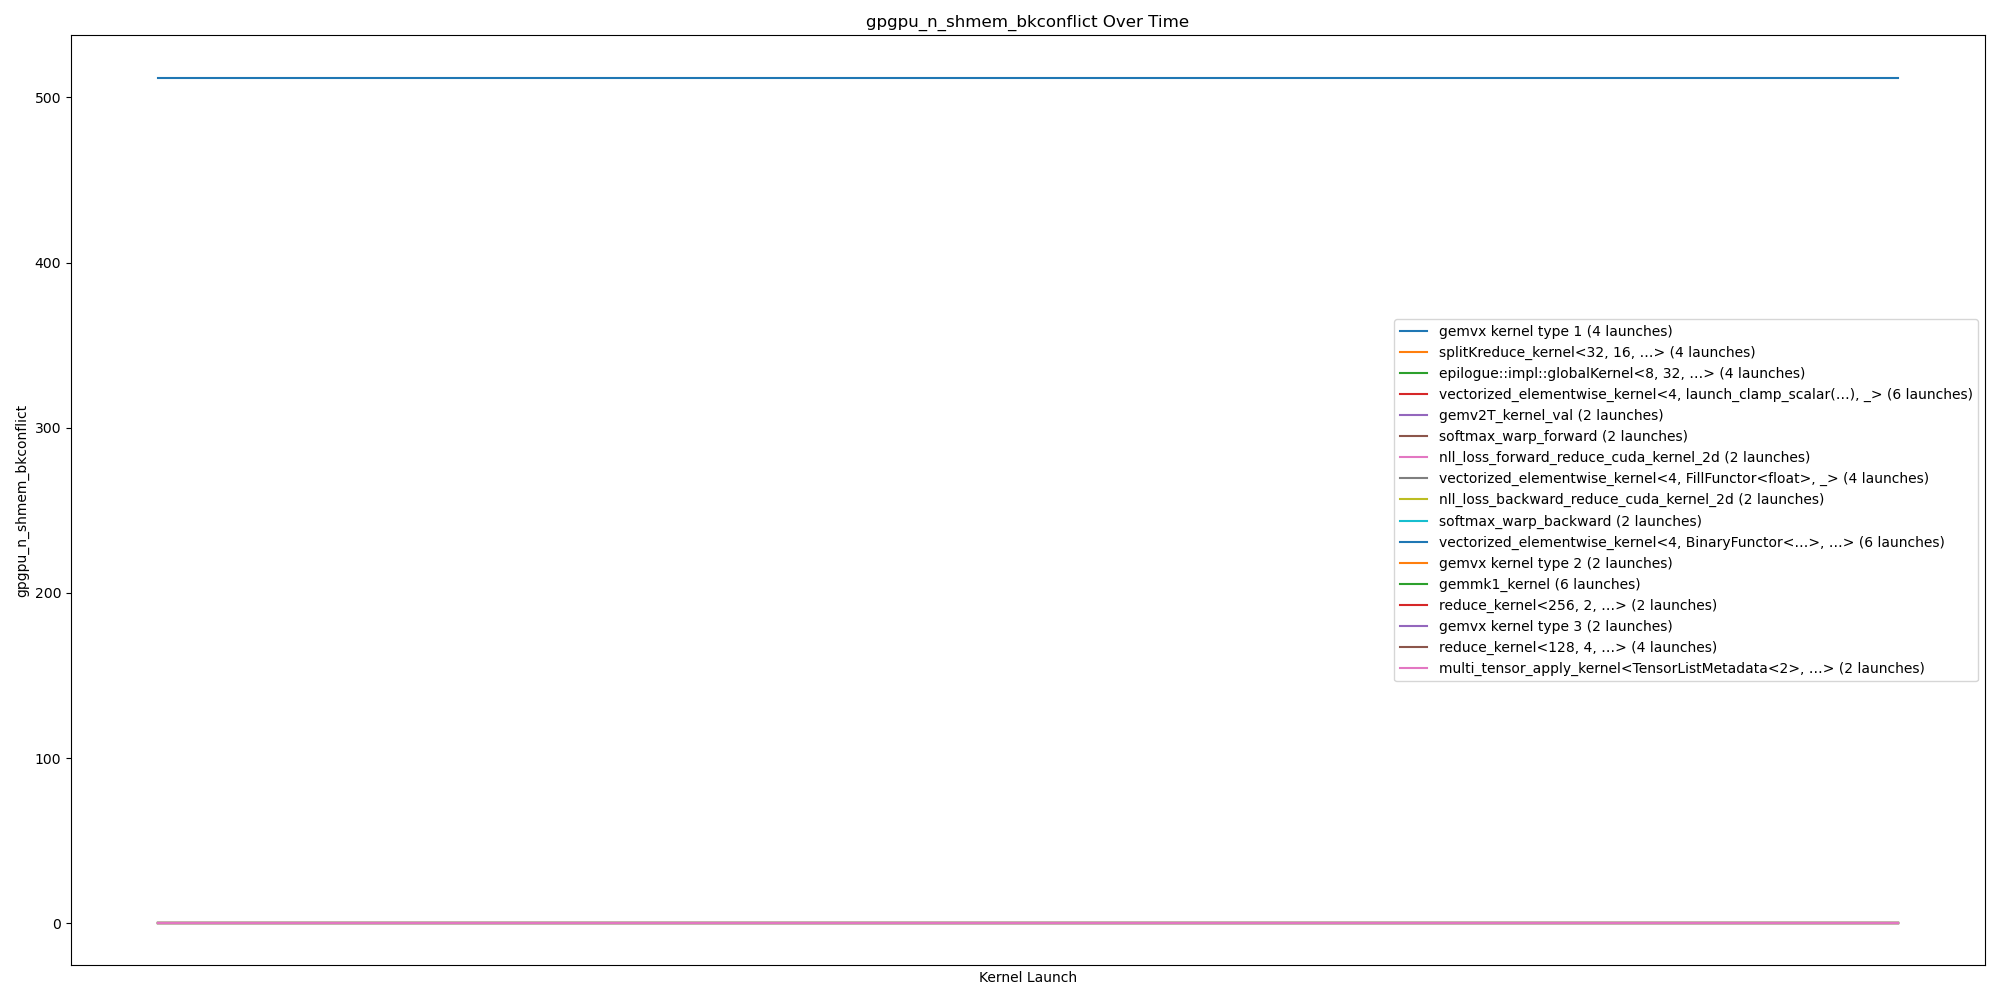 gpgpu_n_shmem_bkconflict Over Time
500
400
300
200
100
0
gpgpu_n_shmem_bkconflict
Kernel Launch
gemvx kernel type 1 (4 launches)
splitKreduce_kernel<32, 16, ...> (4 launches)
epilogue::impl::globalKernel<8, 32, ...> (4 launches)
vectorized_elementwise_kernel<4, launch_clamp_scalar(...), _> (6 launches)
gemv2T_kernel_val (2 launches)
softmax_warp_forward (2 launches)
nll_loss_forward_reduce_cuda_kernel_2d (2 launches)
vectorized_elementwise_kernel<4, FillFunctor<float>, _> (4 launches)
nll_loss_backward_reduce_cuda_kernel_2d (2 launches)
softmax_warp_backward (2 launches)
vectorized_elementwise_kernel<4, BinaryFunctor<...>, ...> (6 launches)
gemvx kernel type 2 (2 launches)
gemmk1_kernel (6 launches)
reduce_kernel<256, 2, ...> (2 launches)
gemvx kernel type 3 (2 launches)
reduce_kernel<128, 4, ...> (4 launches)
multi_tensor_apply_kernel<TensorListMetadata<2>, ...> (2 launches)